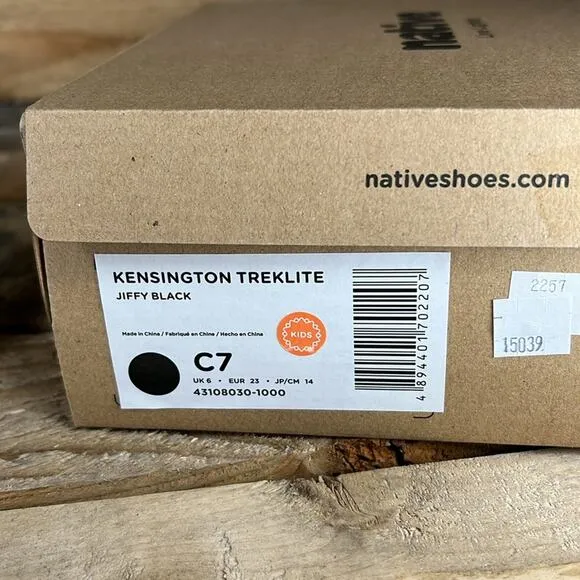 native
nativeshoes.com
KENSINGTON TREKLITE
JIFFY BLACK
Made in China / Fabriqué en China / Hecho en China
KIDS
C7
UK 6 • EUR 23 • JP/CM 14
43108030-1000
4 894401 702207
2257
15039